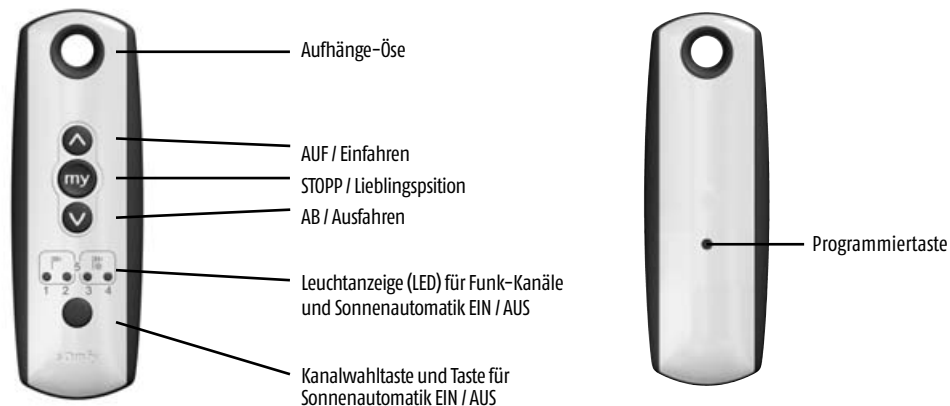 Aufhänge-Öse
AUF / Einfahren
my
STOPP / Lieblingspsition
AB / Ausfahren
5
1 2 3 4
Leuchtanzeige (LED) für Funk-Kanäle
und Sonnenautomatik EIN / AUS
somfy
Kanalwahltaste und Taste für
Sonnenautomatik EIN / AUS
Programmiertaste